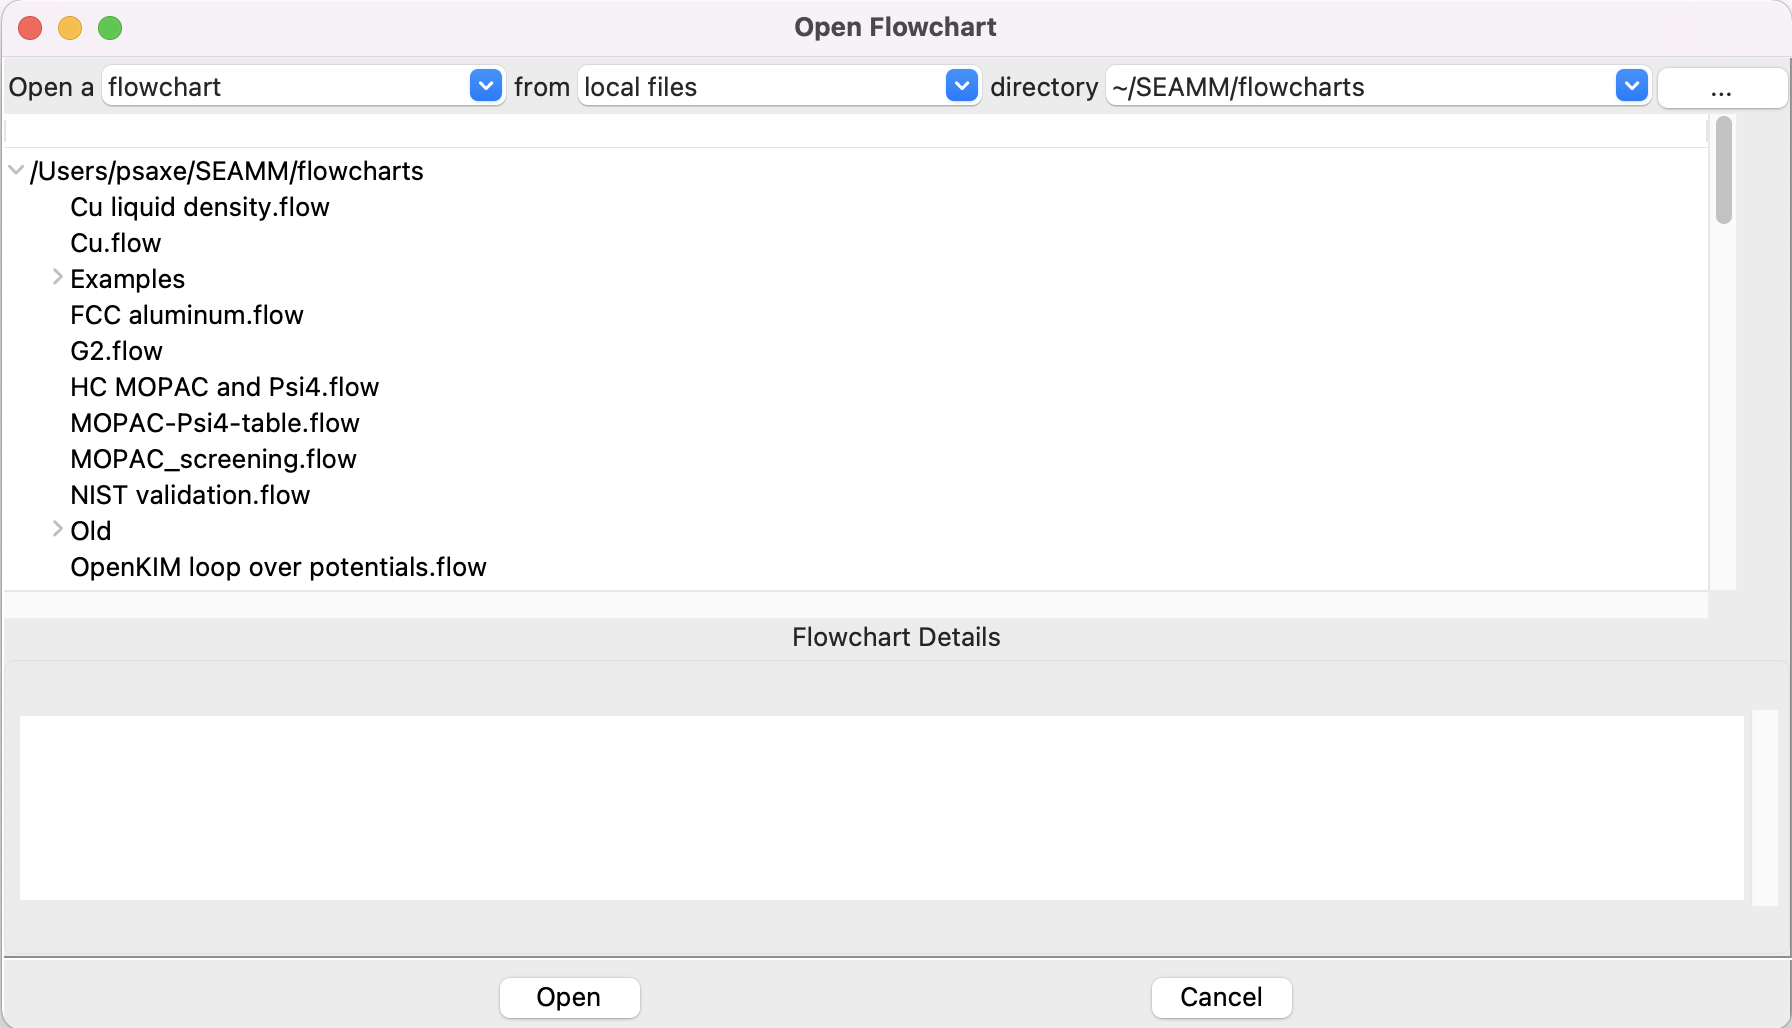 Open Flowchart
Open a flowchart from local files directory ~/SEAMM/flowcharts ...
/Users/psaxe/SEAMM/flowcharts
Cu liquid density.flow
Cu.flow
Examples
FCC aluminum.flow
G2.flow
HC MOPAC and Psi4.flow
MOPAC-Psi4-table.flow
MOPAC_screening.flow
NIST validation.flow
Old
OpenKIM loop over potentials.flow
Flowchart Details
Open Cancel